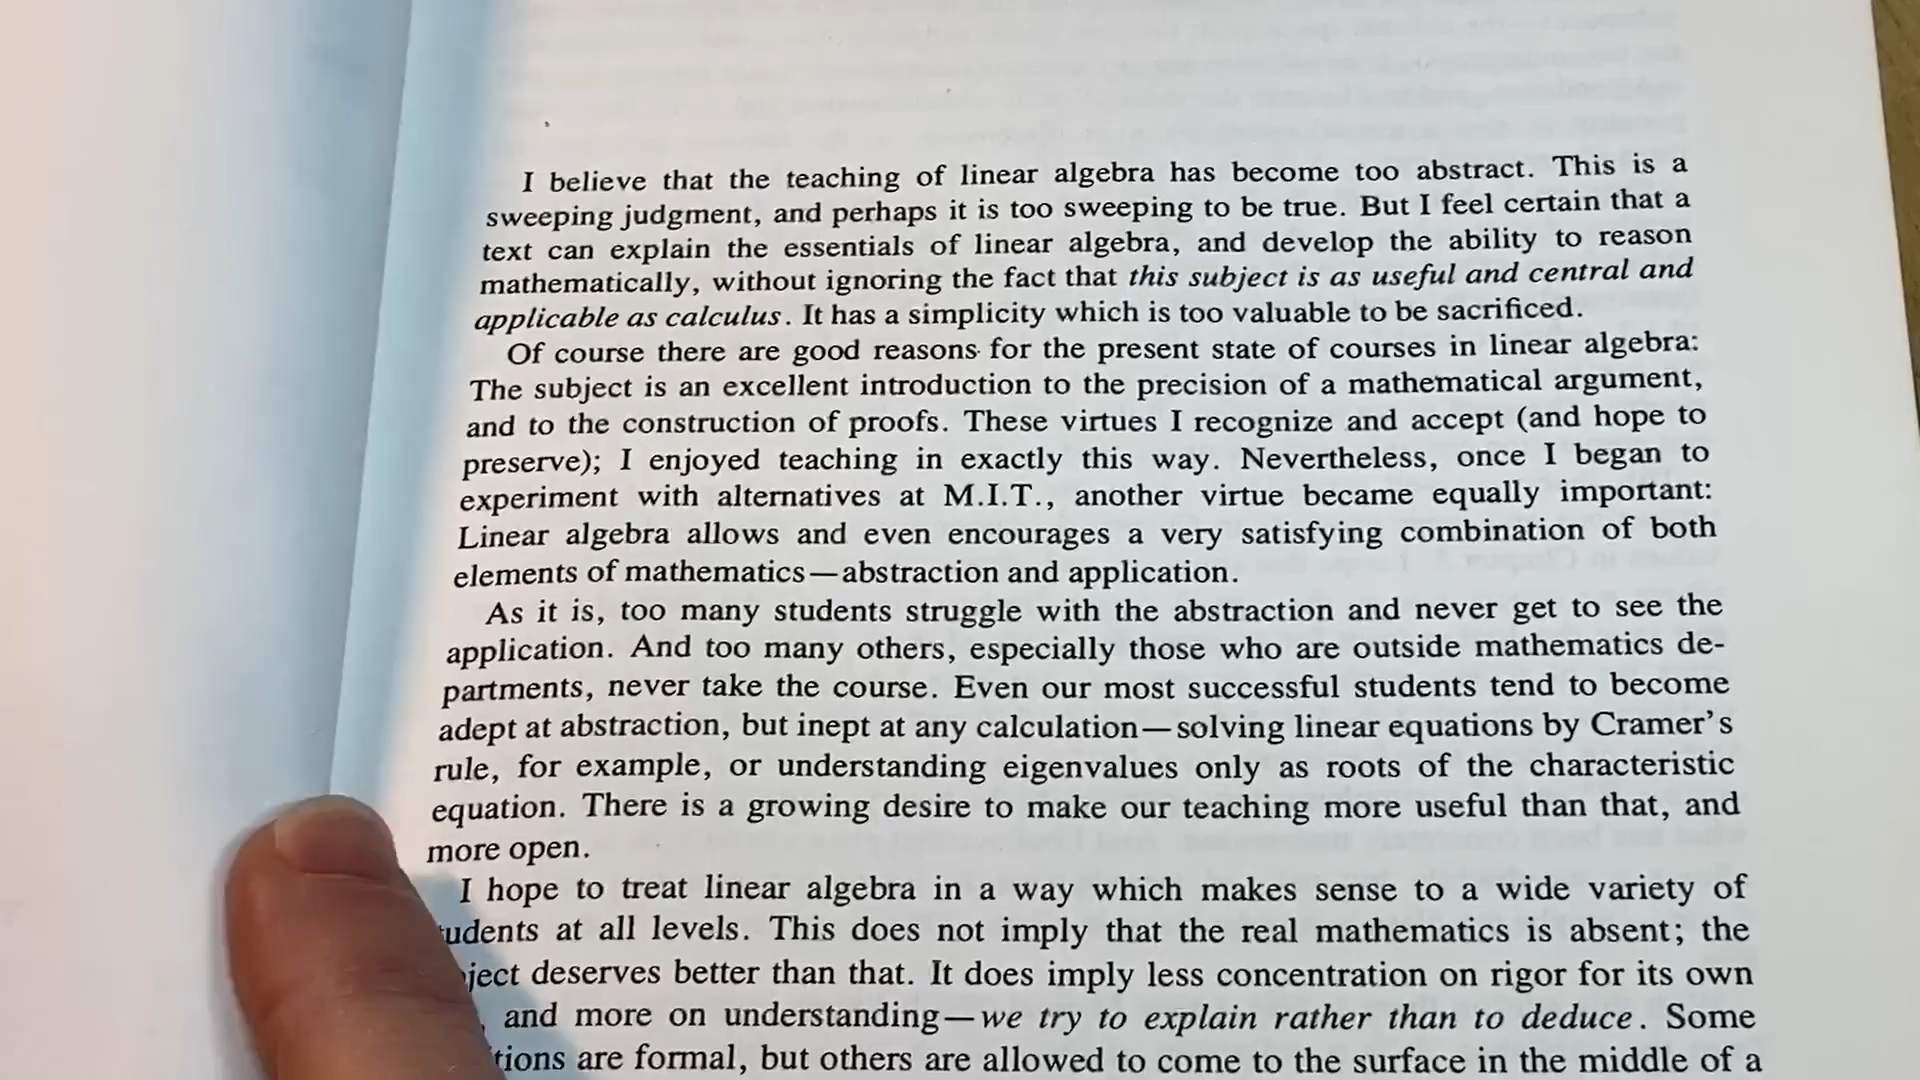 I believe that the teaching of linear algebra has become too abstract. This is a
sweeping judgment, and perhaps it is too sweeping to be true. But I feel certain that a
text can explain the essentials of linear algebra, and develop the ability to reason
mathematically, without ignoring the fact that this subject is as useful and central and
applicable as calculus. It has a simplicity which is too valuable to be sacrificed.
Of course there are good reasons for the present state of courses in linear algebra:
The subject is an excellent introduction to the precision of a mathematical argument,
and to the construction of proofs. These virtues I recognize and accept (and hope to
preserve); I enjoyed teaching in exactly this way. Nevertheless, once I began to
experiment with alternatives at M.I.T., another virtue became equally important:
Linear algebra allows and even encourages a very satisfying combination of both
elements of mathematics—abstraction and application.
As it is, too many students struggle with the abstraction and never get to see the
application. And too many others, especially those who are outside mathematics de-
partments, never take the course. Even our most successful students tend to become
adept at abstraction, but inept at any calculation—solving linear equations by Cramer's
rule, for example, or understanding eigenvalues only as roots of the characteristic
equation. There is a growing desire to make our teaching more useful than that, and
more open.
I hope to treat linear algebra in a way which makes sense to a wide variety of
udents at all levels. This does not imply that the real mathematics is absent; the
ject deserves better than that. It does imply less concentration on rigor for its own
, and more on understanding—we try to explain rather than to deduce. Some
tions are formal, but others are allowed to come to the surface in the middle of a